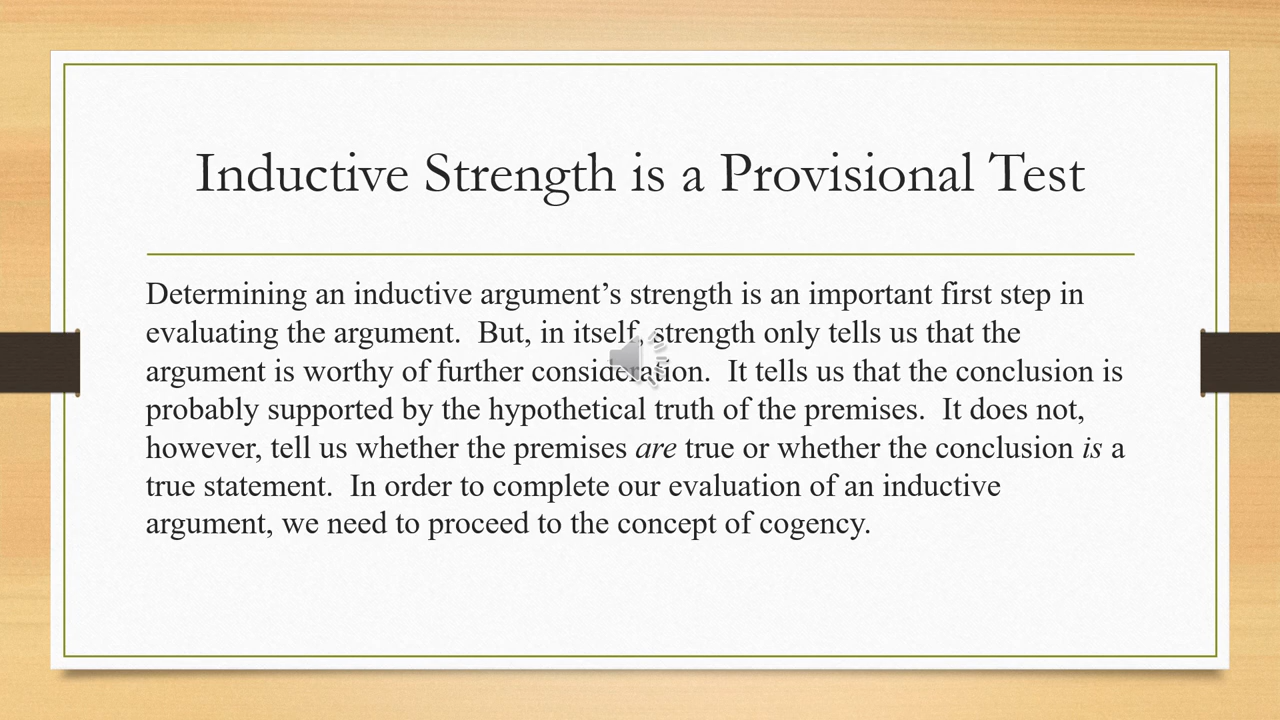 Inductive Strength is a Provisional Test
Determining an inductive argument’s strength is an important first step in
evaluating the argument.  But, in itself, strength only tells us that the
argument is worthy of further consideration.  It tells us that the conclusion is
probably supported by the hypothetical truth of the premises.  It does not,
however, tell us whether the premises are true or whether the conclusion is a
true statement.  In order to complete our evaluation of an inductive
argument, we need to proceed to the concept of cogency.